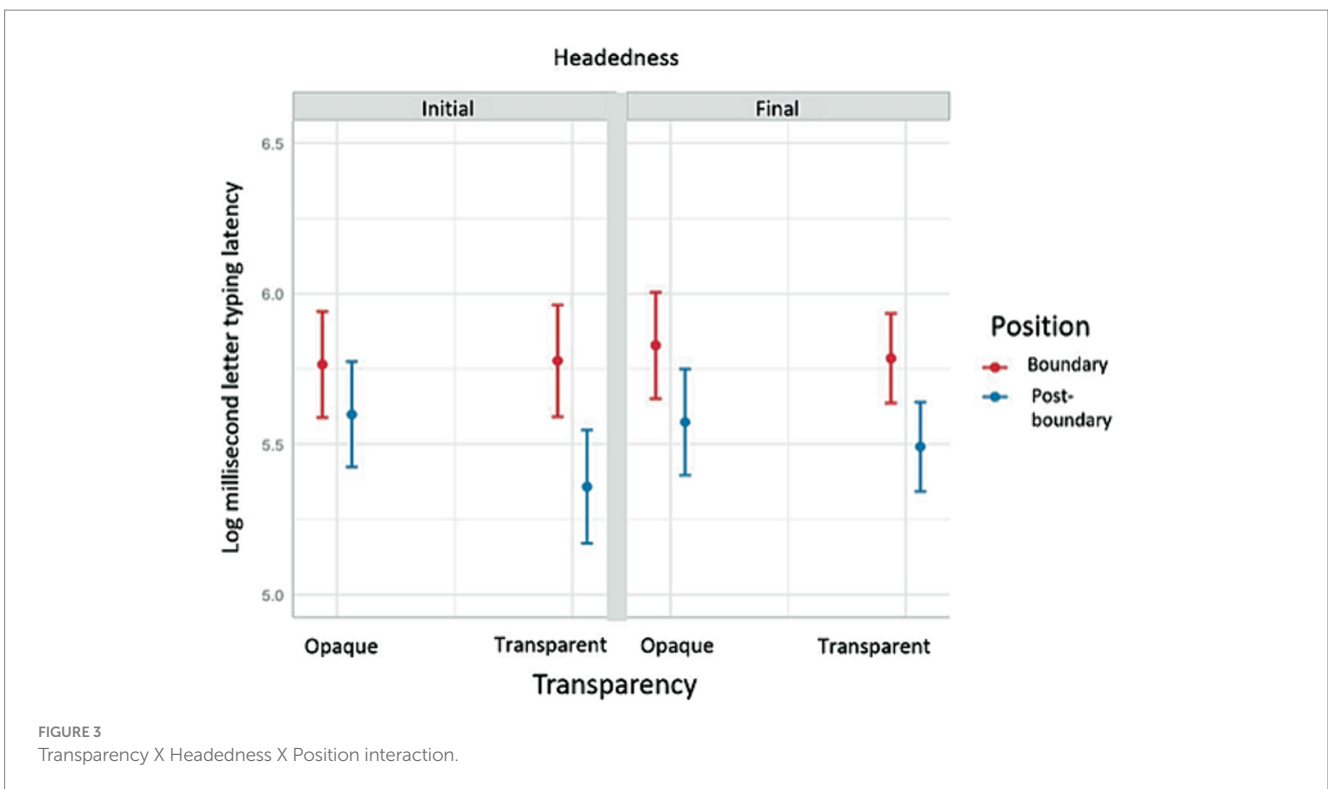 Headedness
Initial Final
6.5
6.0
5.5
5.0
Log millisecond letter typing latency
Opaque Transparent Opaque Transparent
Transparency
Position
Boundary
Post-
boundary
FIGURE 3
Transparency X Headedness X Position interaction.